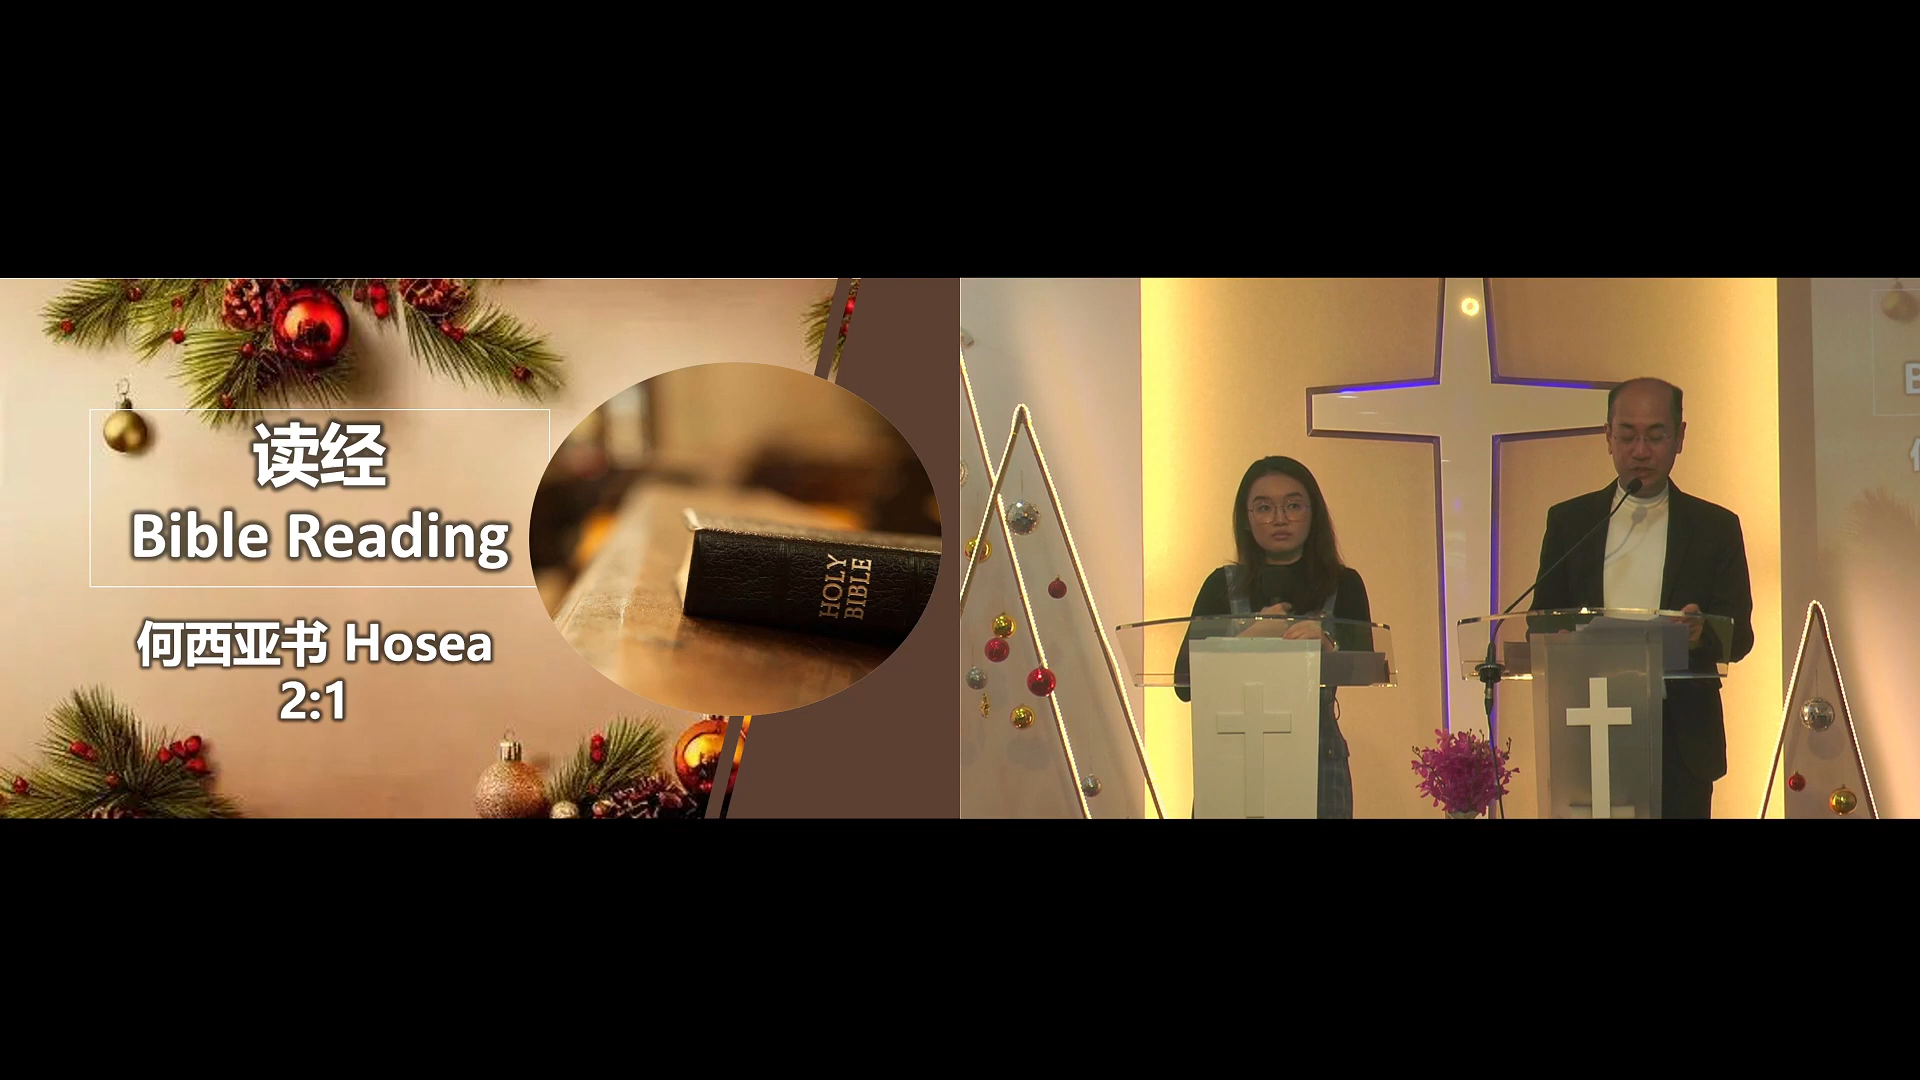 读经
Bible Reading
何西亚书 Hosea
2:1
HOLY
BIBLE